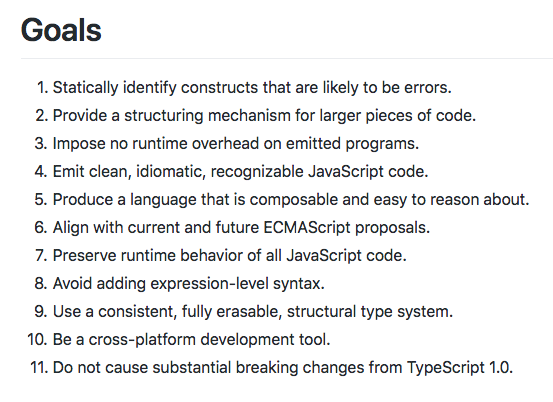 Goals
1. Statically identify constructs that are likely to be errors.
2. Provide a structuring mechanism for larger pieces of code.
3. Impose no runtime overhead on emitted programs.
4. Emit clean, idiomatic, recognizable JavaScript code.
5. Produce a language that is composable and easy to reason about.
6. Align with current and future ECMAScript proposals.
7. Preserve runtime behavior of all JavaScript code.
8. Avoid adding expression-level syntax.
9. Use a consistent, fully erasable, structural type system.
10. Be a cross-platform development tool.
11. Do not cause substantial breaking changes from TypeScript 1.0.